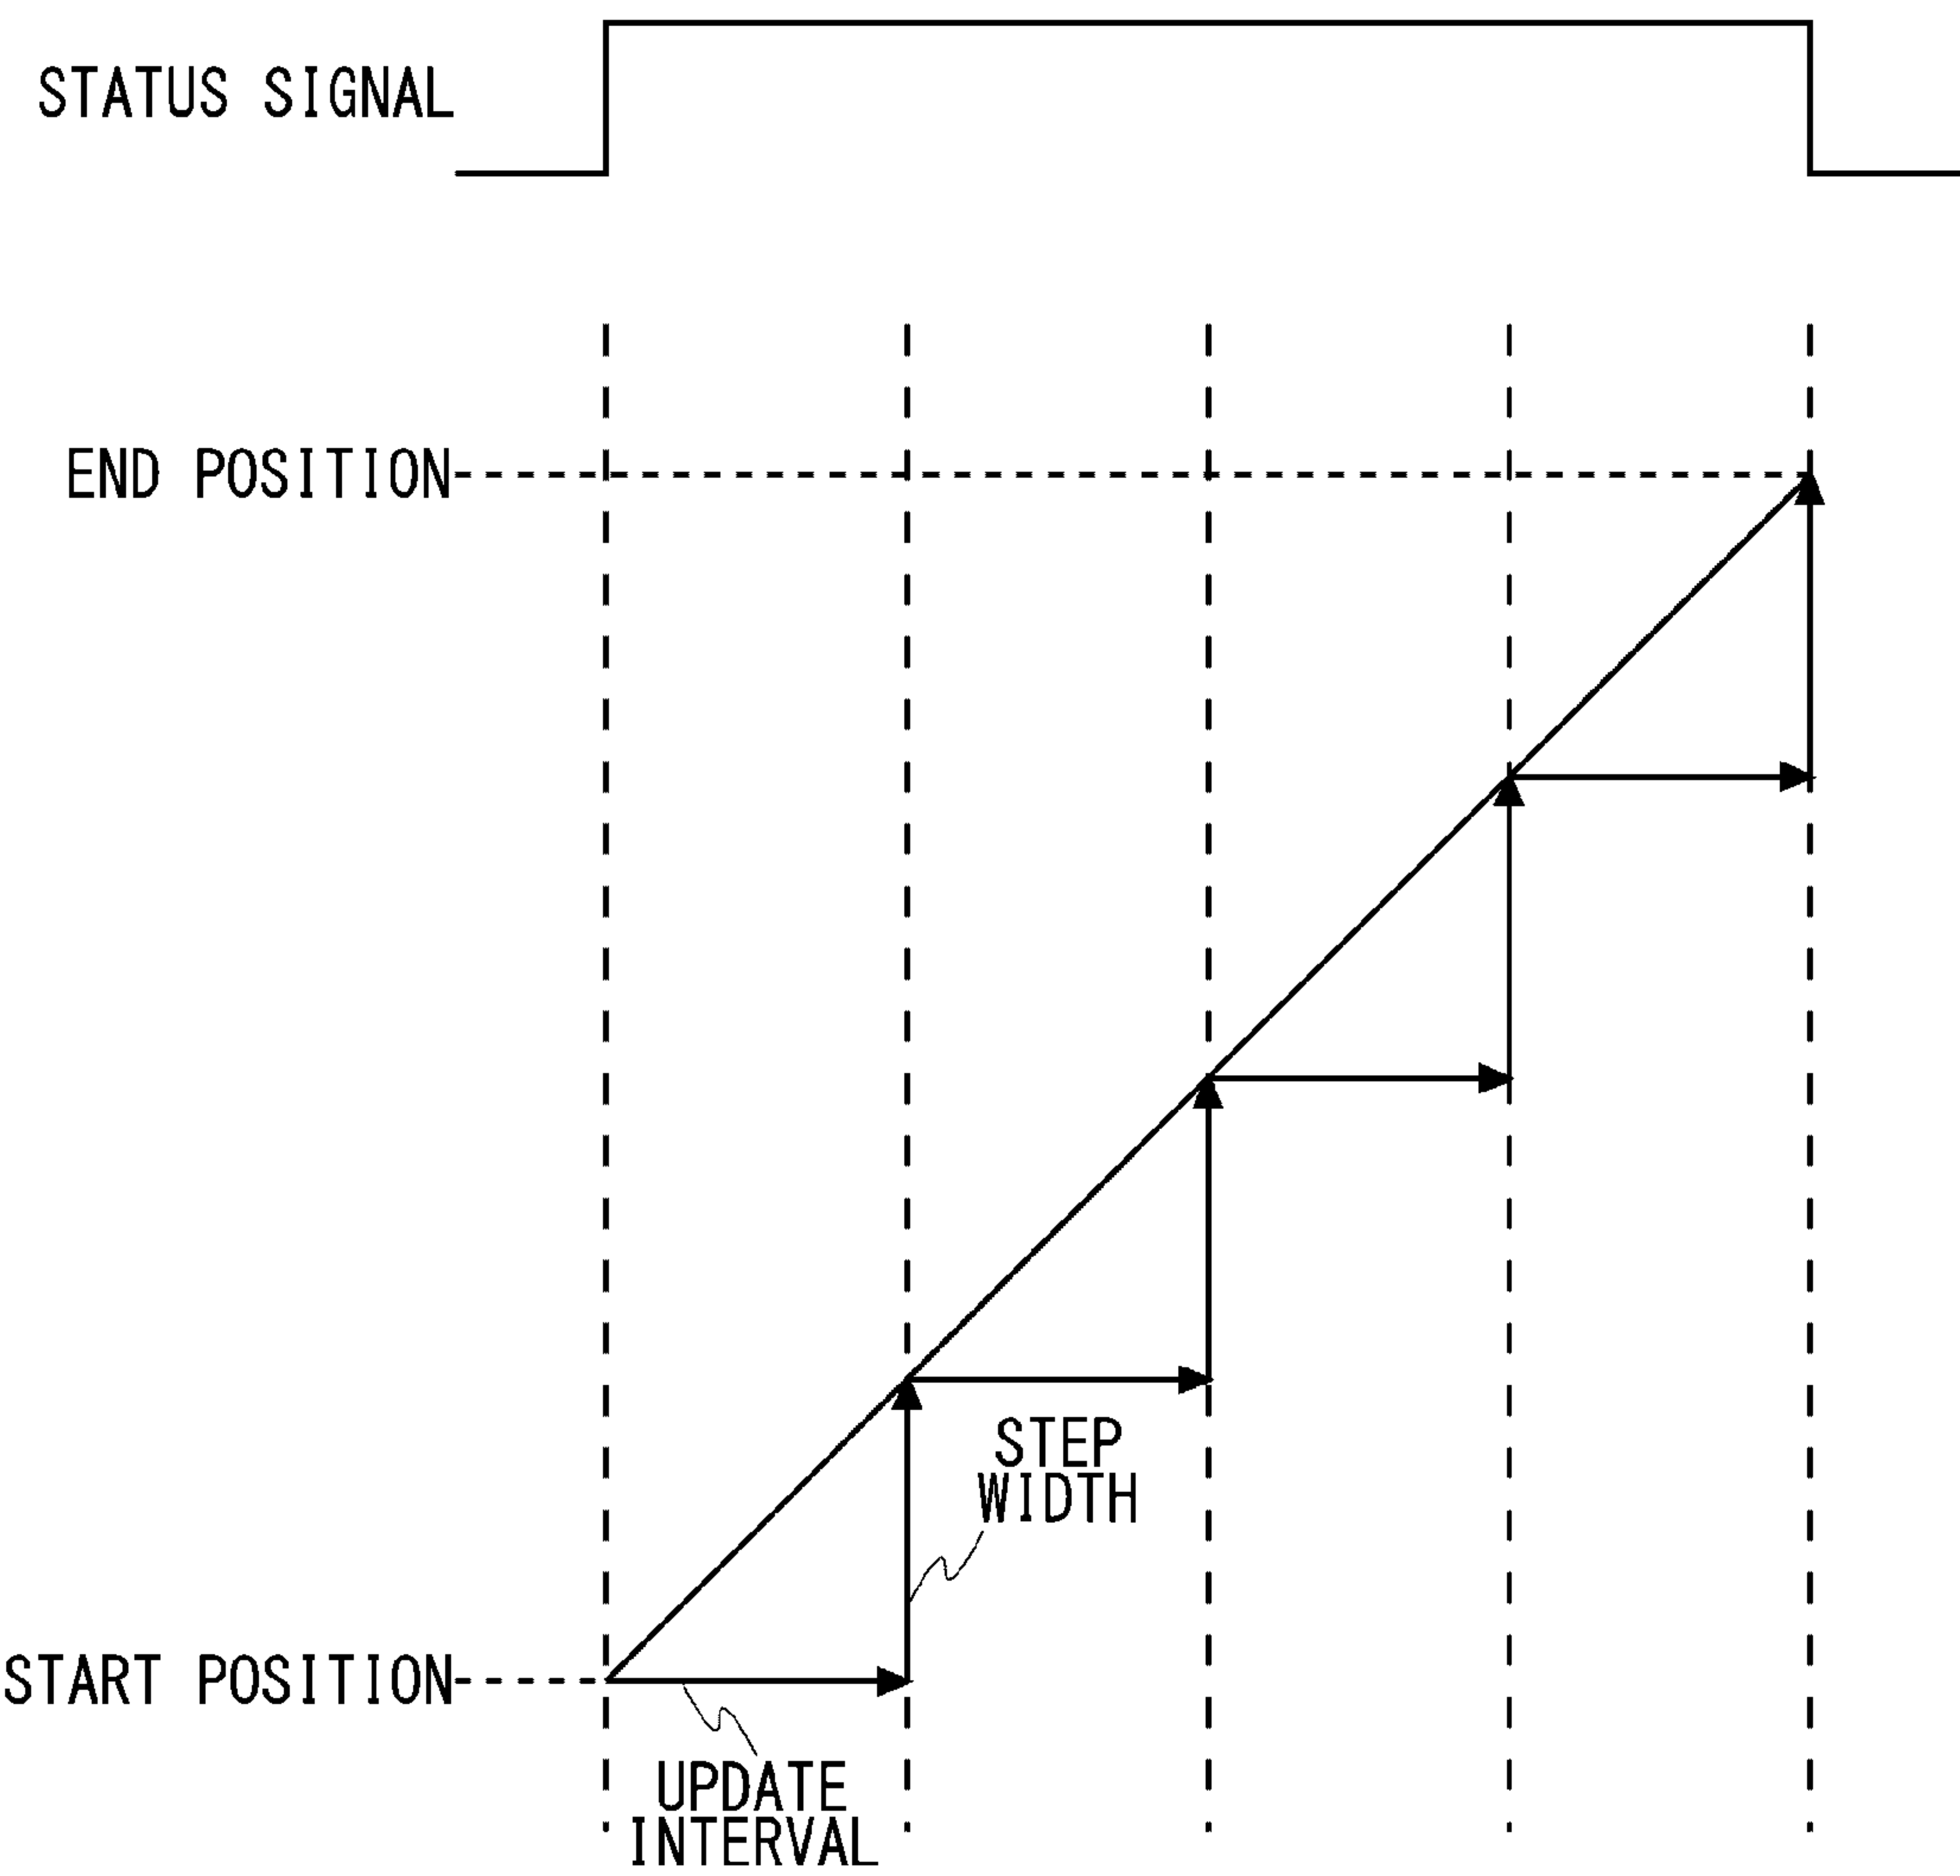 STATUS SIGNAL
END POSITION
STEP
WIDTH
START POSITION
UPDATE
INTERVAL